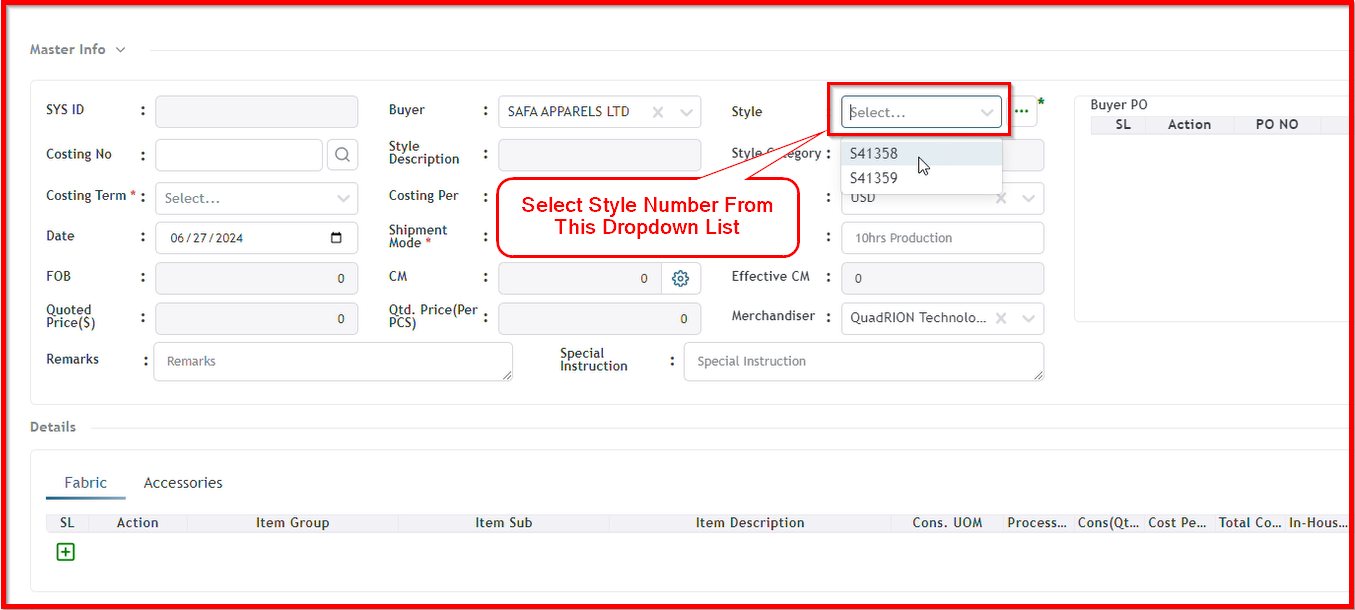 Master Info
SYS ID :
Buyer : SAFA APPARELS LTD
Style Select... ... *
Buyer PO
SL Action PO NO
Costing No :
Style
Description :
Style Category :
S41358
S41359
Costing Term * : Select...
Costing Per :
: USD
Select Style Number From
This Dropdown List
Date : 06/27/2024
Shipment
Mode * :
: 10hrs Production
FOB : 0
CM : 0
Effective CM : 0
Quoted
Price($) : 0
Qtd. Price(Per
PCS) : 0
Merchandiser : QuadRION Technolo...
Remarks : Remarks
Special
Instruction : Special Instruction
Details
Fabric Accessories
SL Action Item Group Item Sub Item Description Cons. UOM Process... Cons(Qt... Cost Pe... Total Co... In-Hous...